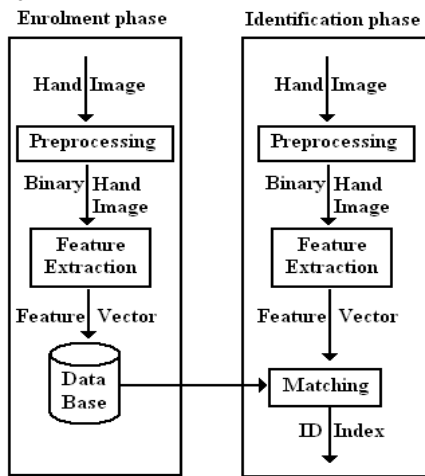 Enrolment phase
Hand Image
Preprocessing
Binary Hand
Image
Feature
Extraction
Feature Vector
Data
Base
Identification phase
Hand Image
Preprocessing
Binary Hand
Image
Feature
Extraction
Feature Vector
Matching
ID Index